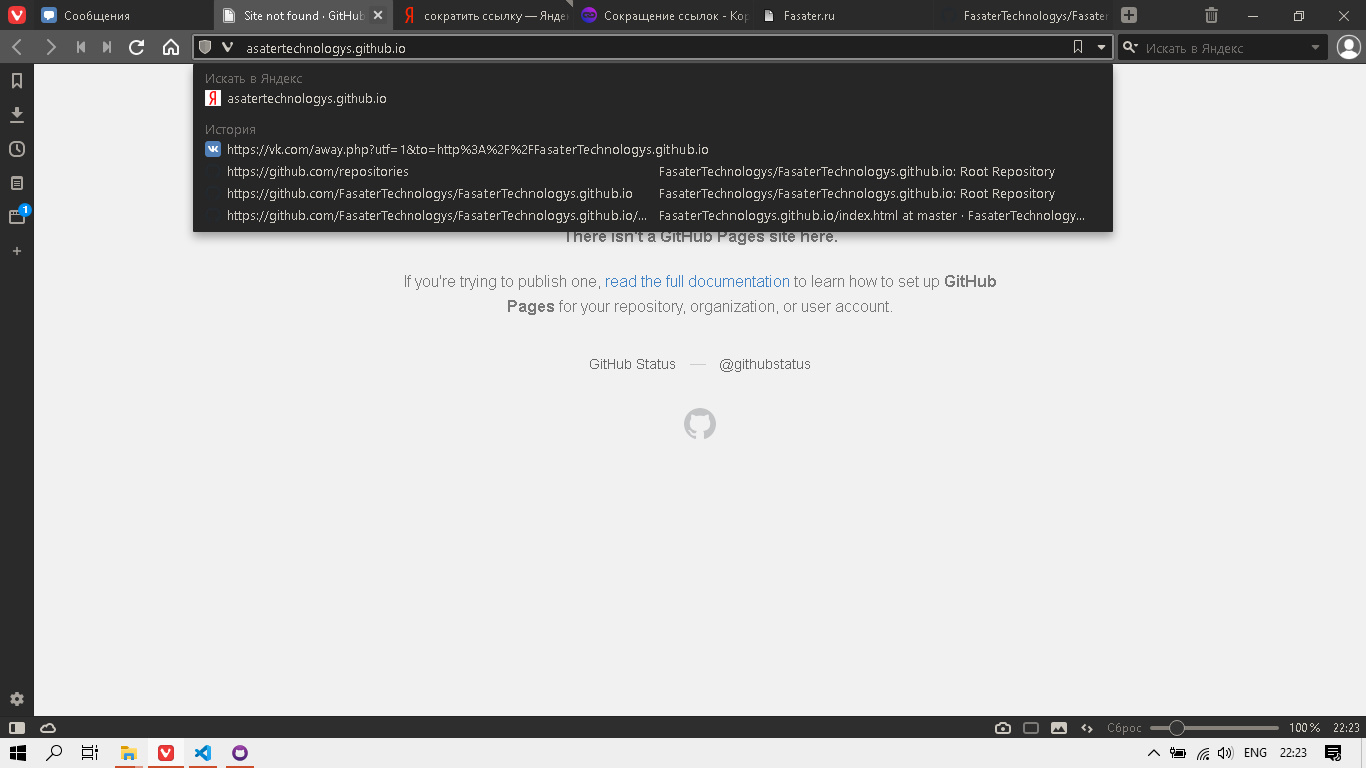 Сообщения
Site not found · GitHub
сократить ссылку — Янде
Сокращение ссылок - Кор
Fasater.ru
FasaterTechnologys/Fasater
asatertechnologys.github.io
Искать в Яндекс
Искать в Яндекс
asatertechnologys.github.io
История
https://vk.com/away.php?utf=1&to=http%3A%2F%2FFasaterTechnologys.github.io
https://github.com/repositories FasaterTechnologys/FasaterTechnologys.github.io: Root Repository
https://github.com/FasaterTechnologys/FasaterTechnologys.github.io FasaterTechnologys/FasaterTechnologys.github.io: Root Repository
https://github.com/FasaterTechnologys/FasaterTechnologys.github.io/... FasaterTechnologys.github.io/index.html at master · FasaterTechnology...
There isn't a GitHub Pages site here.
If you're trying to publish one, read the full documentation to learn how to set up GitHub
Pages for your repository, organization, or user account.
GitHub Status — @githubstatus
1
Сброс 100 % 22:23
ENG 22:23